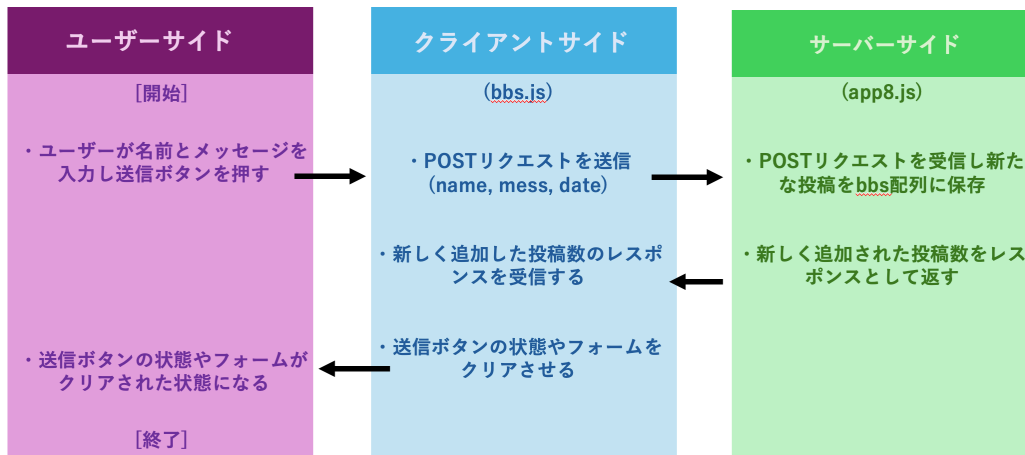 ユーザーサイド
[開始]
・ユーザーが名前とメッセージを
入力し送信ボタンを押す
・送信ボタンの状態やフォームが
クリアされた状態になる
[終了]
クライアントサイド
(bbs.js)
・POSTリクエストを送信
(name, mess, date)
・新しく追加した投稿数のレスポ
ンスを受信する
・送信ボタンの状態やフォームを
クリアさせる
サーバーサイド
(app8.js)
・POSTリクエストを受信し新た
な投稿をbbs配列に保存
・新しく追加された投稿数をレス
ポンスとして返す